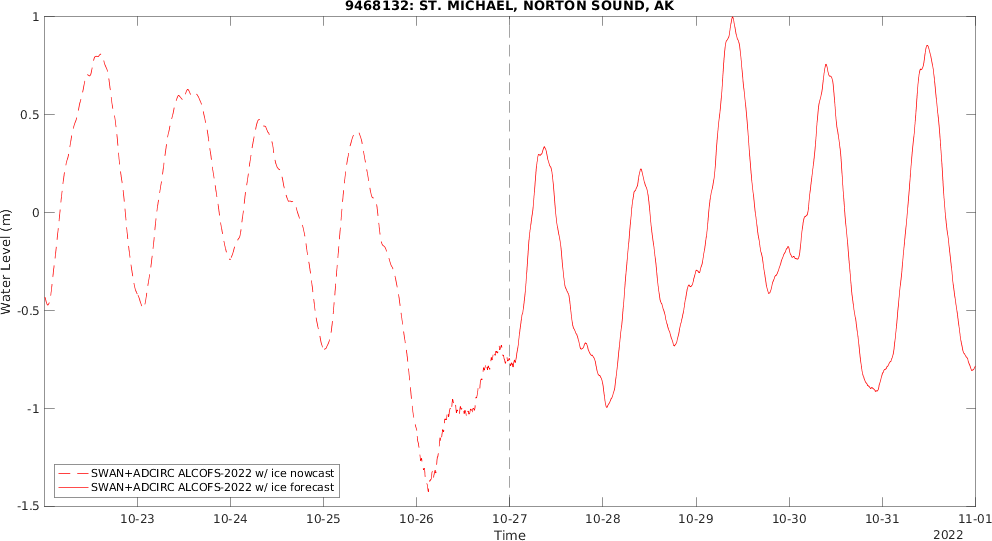 9468132: ST. MICHAEL, NORTON SOUND, AK
Water Level (m)
1
0.5
0
-0.5
-1
-1.5
SWAN+ADCIRC ALCOFS-2022 w/ ice nowcast
SWAN+ADCIRC ALCOFS-2022 w/ ice forecast
10-23 10-24 10-25 10-26 10-27 10-28 10-29 10-30 10-31 11-01
Time
2022